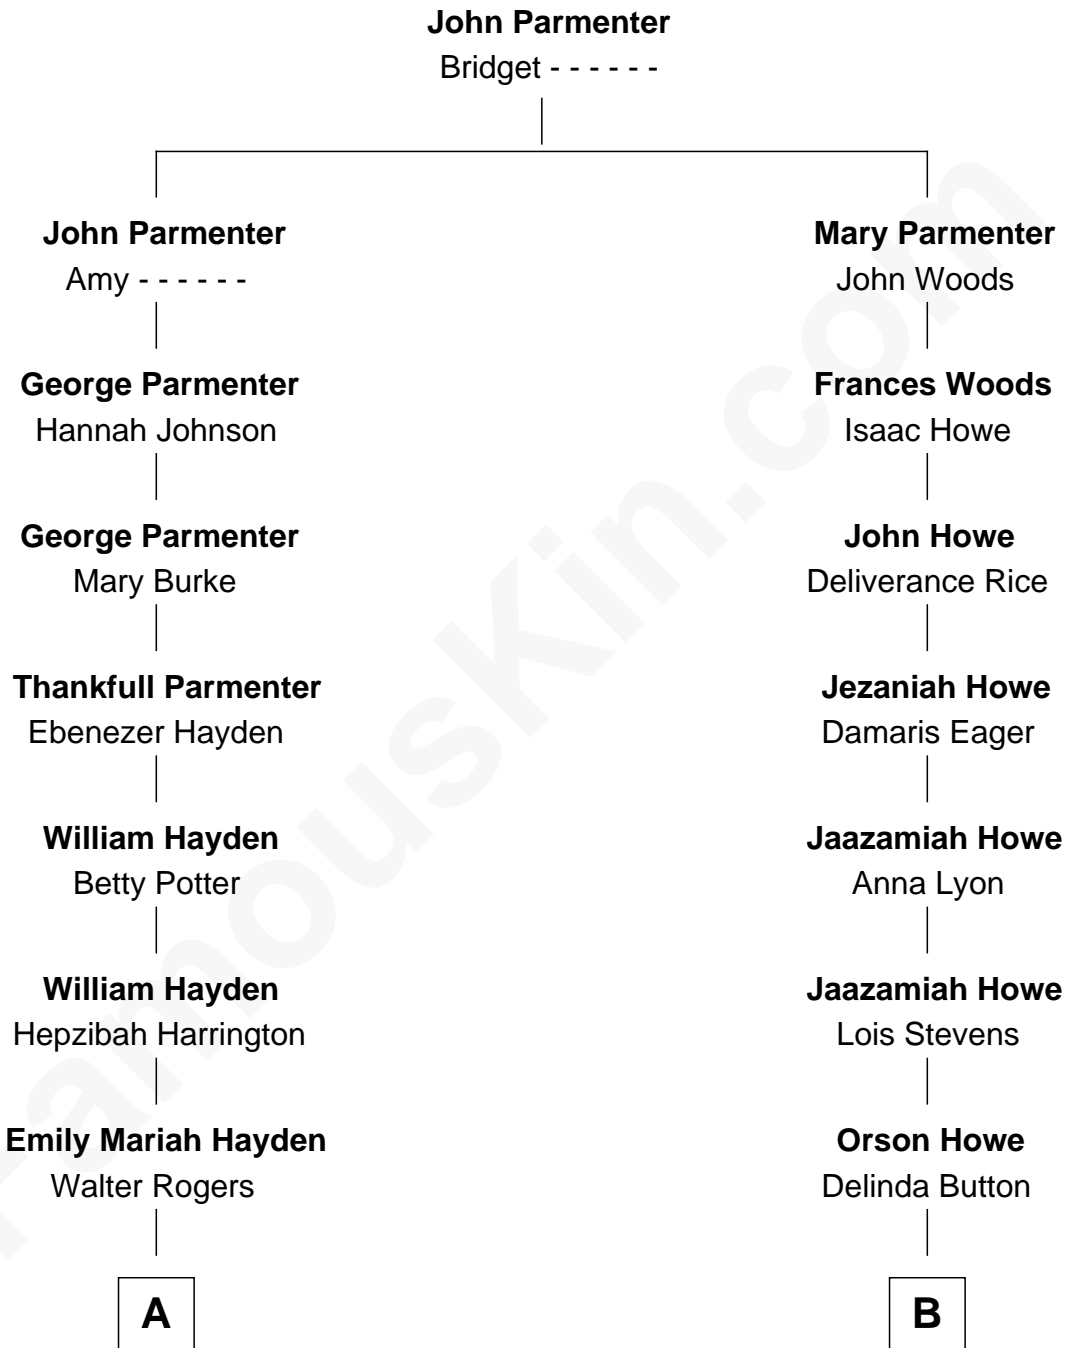 John Parmenter
Bridget - - - - - -
John Parmenter
Amy - - - - - -
Mary Parmenter
John Woods
George Parmenter
Hannah Johnson
Frances Woods
Isaac Howe
George Parmenter
Mary Burke
John Howe
Deliverance Rice
Thankfull Parmenter
Ebenezer Hayden
Jezaniah Howe
Damaris Eager
William Hayden
Betty Potter
Jaazamiah Howe
Anna Lyon
William Hayden
Hepzibah Harrington
Jaazamiah Howe
Lois Stevens
Emily Mariah Hayden
Walter Rogers
Orson Howe
Delinda Button
A
B
FamousKin.com